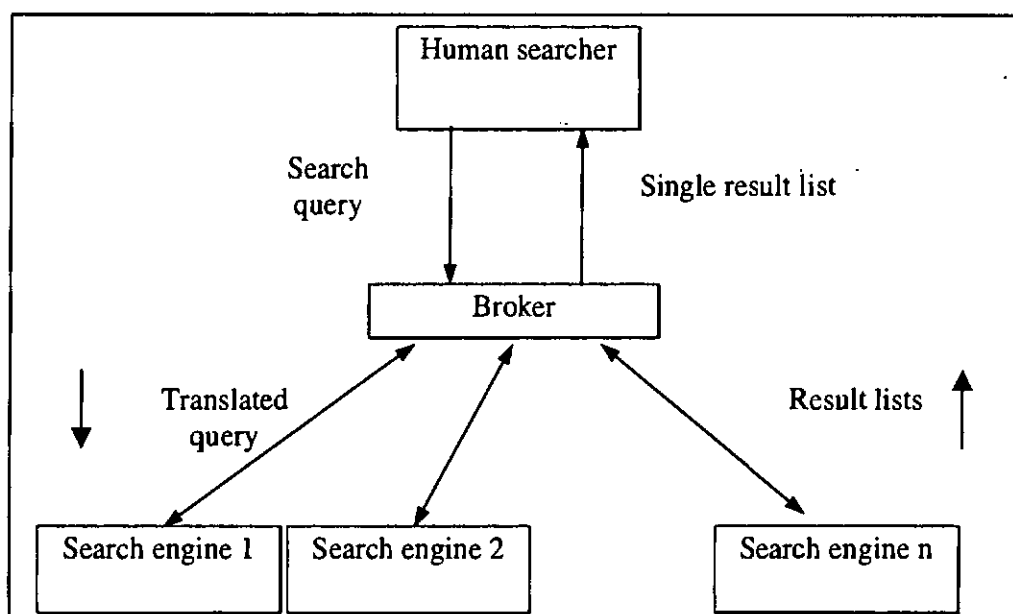 Human searcher
Search
query
Single result list
Broker
Translated
query
Result lists
Search engine 1
Search engine 2
Search engine n